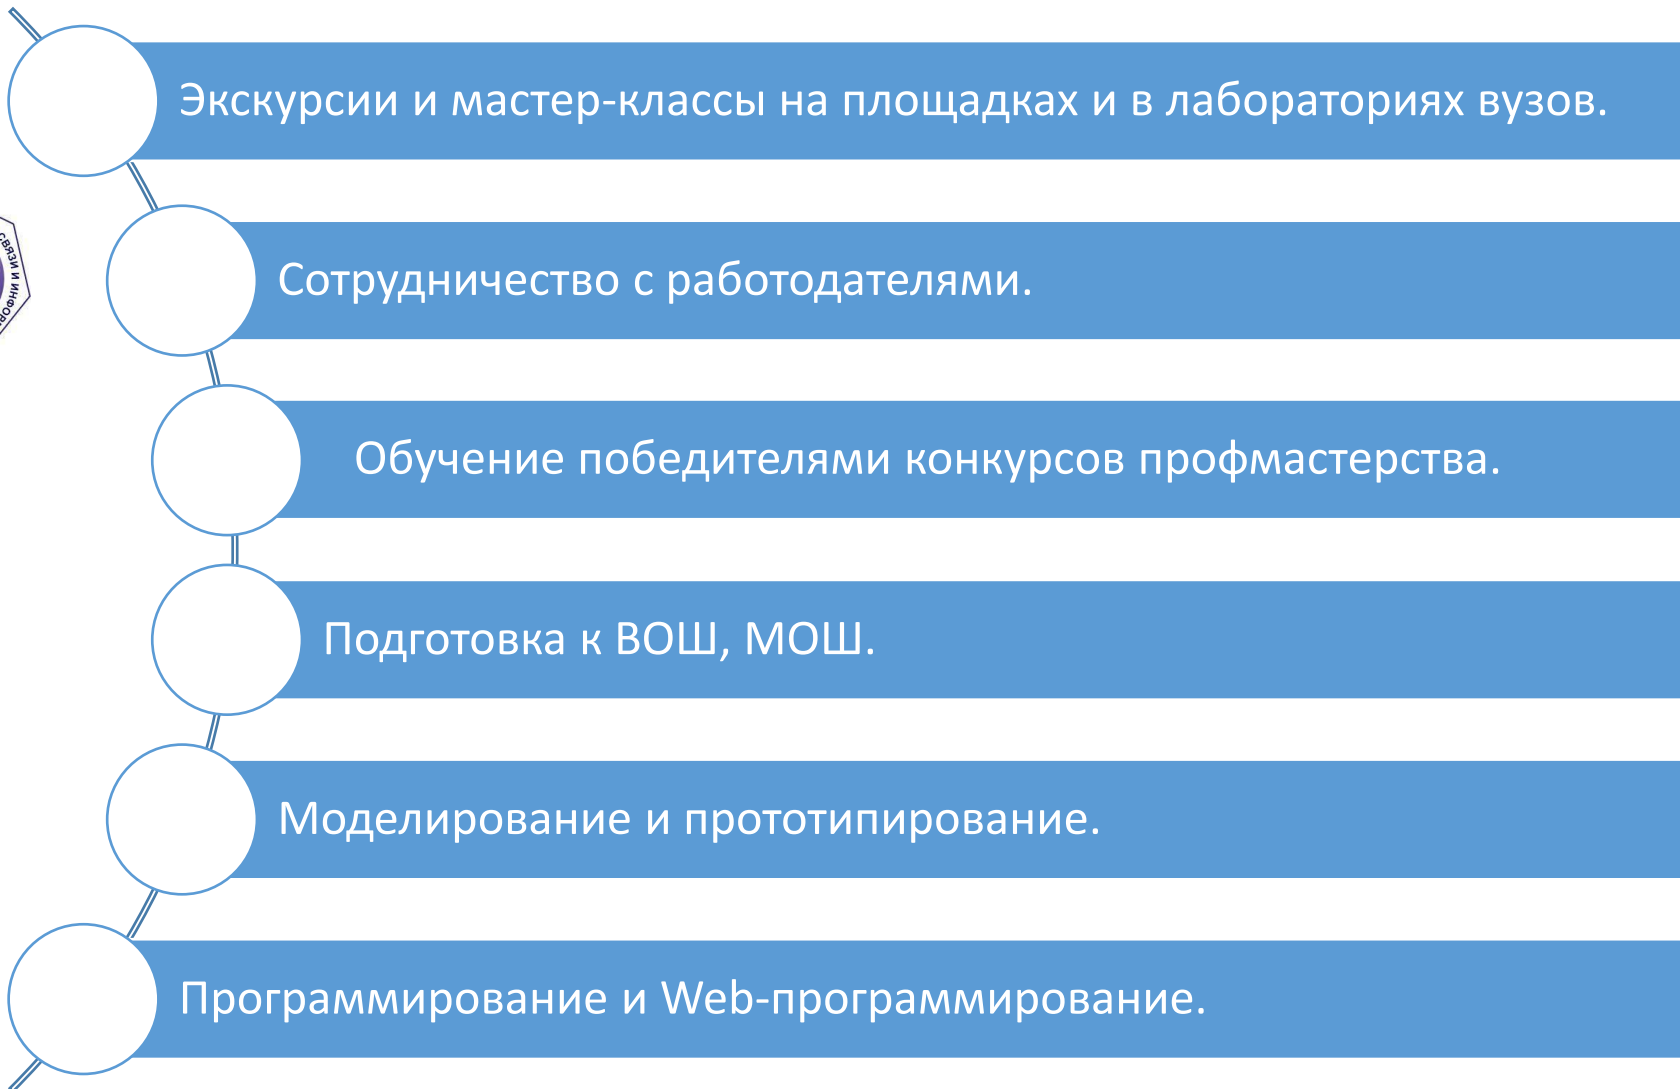 Экскурсии и мастер-классы на площадках и в лабораториях вузов.
связи и
Сотрудничество с работодателями.
Обучение победителями конкурсов профмастерства.
Подготовка к ВОШ, МОШ.
Моделирование и прототипирование.
Программирование и Web-программирование.